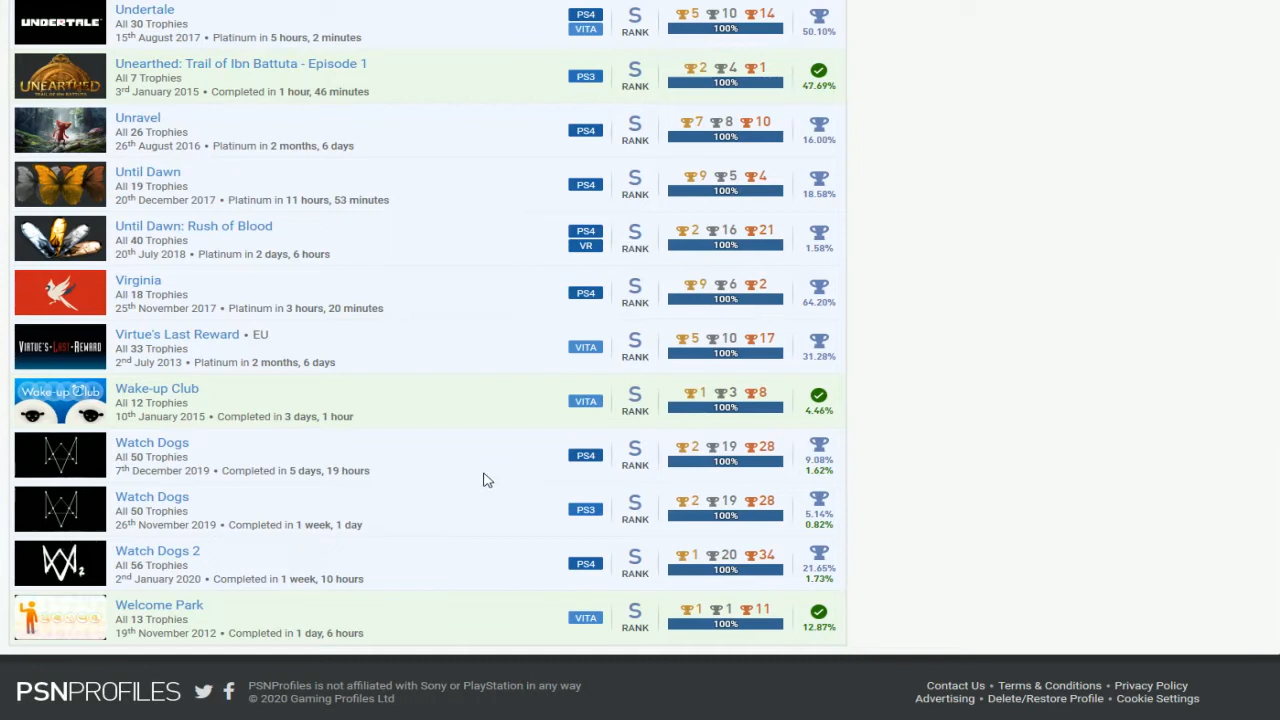 UNDERTALE
Undertale
All 30 Trophies
15th August 2017 • Platinum in 5 hours, 2 minutes
PS4
VITA
S
RANK
5 10 14
100%
50.10%
UNEARTHED
TRAIL OF IBN BATTUTA
Unearthed: Trail of Ibn Battuta - Episode 1
All 7 Trophies
3rd January 2015 • Completed in 1 hour, 46 minutes
PS3
S
RANK
2 4 1
100%
47.69%
Unravel
All 26 Trophies
26th August 2016 • Platinum in 2 months, 6 days
PS4
S
RANK
7 8 10
100%
16.00%
Until Dawn
All 19 Trophies
28th December 2017 • Platinum in 11 hours, 53 minutes
PS4
S
RANK
9 5 4
100%
18.58%
Until Dawn: Rush of Blood
All 40 Trophies
20th July 2018 • Platinum in 2 days, 6 hours
PS4
VR
S
RANK
2 16 21
100%
1.58%
Virginia
All 18 Trophies
25th November 2017 • Platinum in 3 hours, 20 minutes
PS4
S
RANK
9 6 2
100%
64.20%
VIRTUE'S LAST REWARD
Virtue's Last Reward • EU
All 33 Trophies
2nd July 2013 • Platinum in 2 months, 6 days
VITA
S
RANK
5 10 17
100%
31.28%
Wake-up Club
Wake-up Club
All 12 Trophies
10th January 2015 • Completed in 3 days, 1 hour
VITA
S
RANK
1 3 8
100%
4.46%
Watch Dogs
All 50 Trophies
7th December 2019 • Completed in 5 days, 19 hours
PS4
S
RANK
2 19 28
100%
9.08%
1.62%
Watch Dogs
All 50 Trophies
26th November 2019 • Completed in 1 week, 1 day
PS3
S
RANK
2 19 28
100%
5.14%
0.82%
2
Watch Dogs 2
All 56 Trophies
2nd January 2020 • Completed in 1 week, 10 hours
PS4
S
RANK
1 20 34
100%
21.65%
1.73%
Welcome Park
All 13 Trophies
19th November 2012 • Completed in 1 day, 6 hours
VITA
S
RANK
1 1 11
100%
12.87%
PSNPROFILES
PSNProfiles is not affiliated with Sony or PlayStation in any way
© 2020 Gaming Profiles Ltd
Contact Us • Terms & Conditions • Privacy Policy
Advertising • Delete/Restore Profile • Cookie Settings